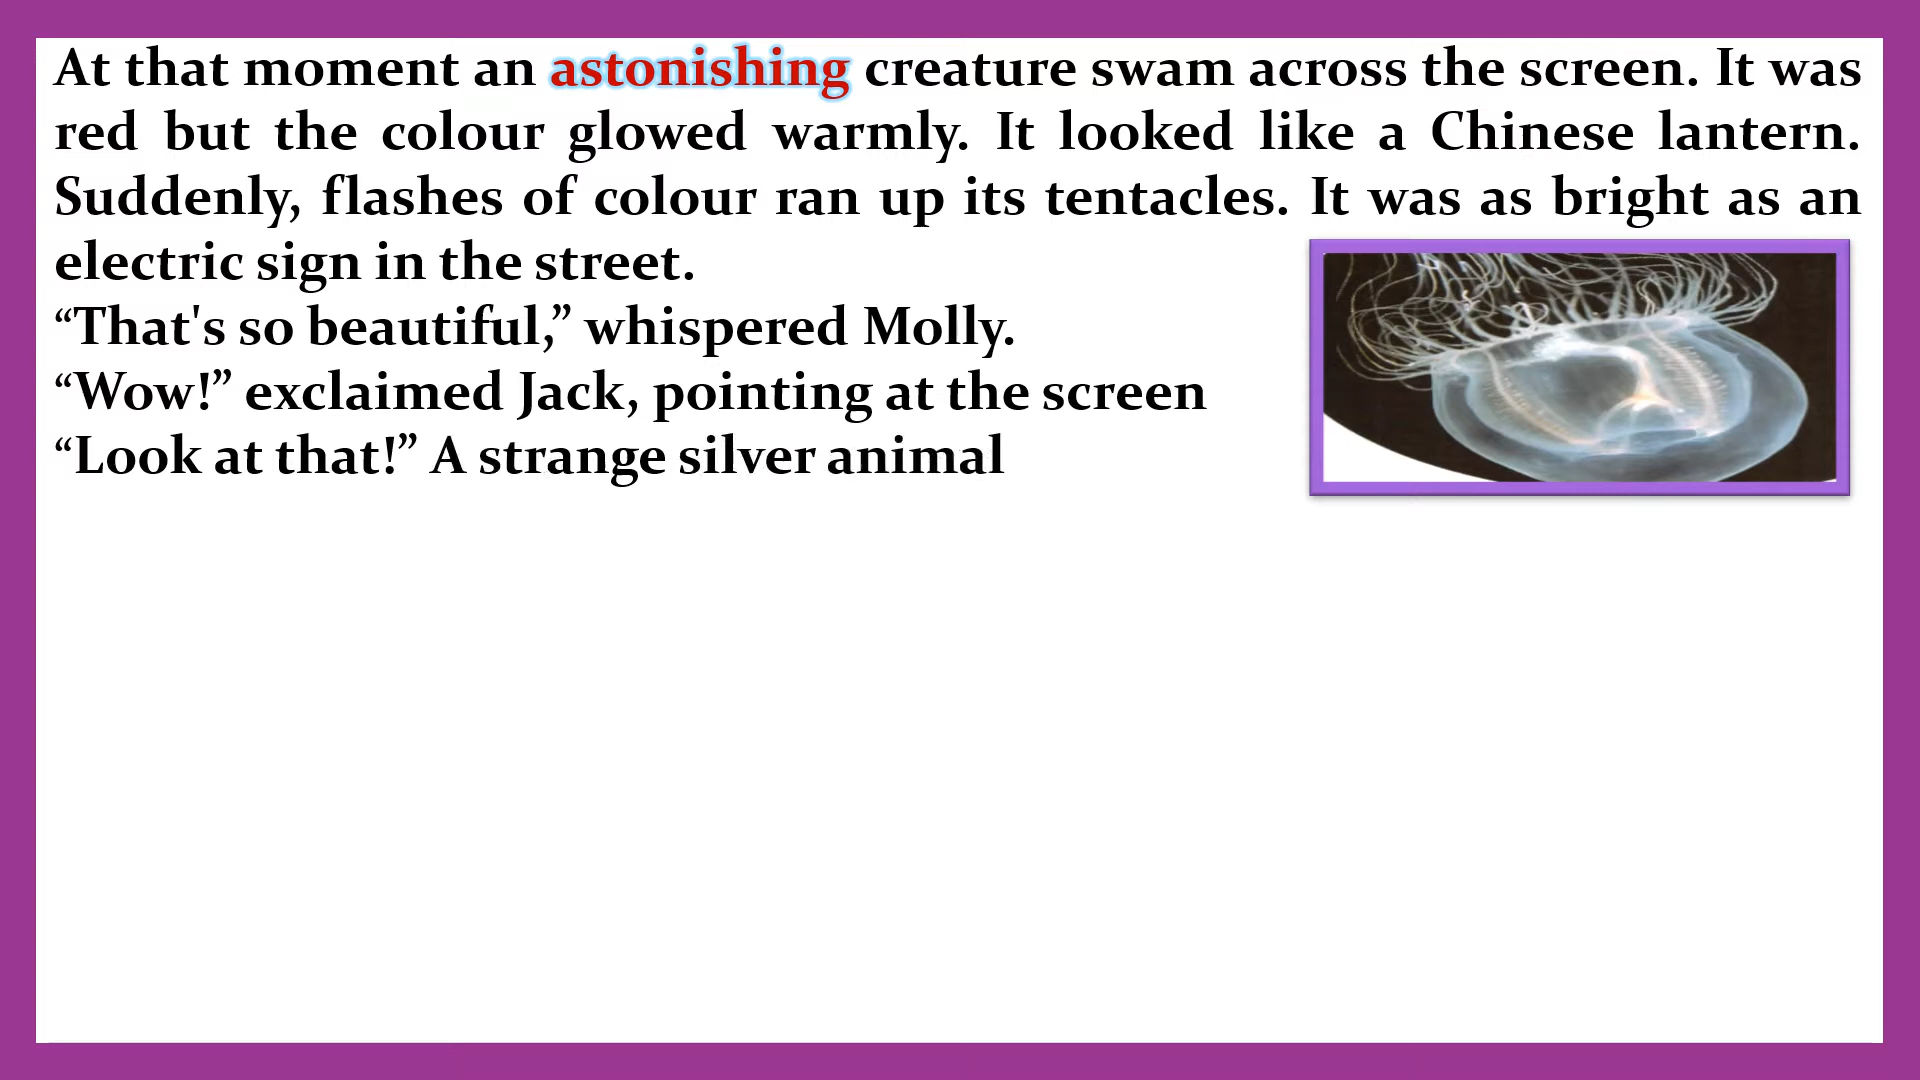 At that moment an astonishing creature swam across the screen. It was
red but the colour glowed warmly. It looked like a Chinese lantern.
Suddenly, flashes of colour ran up its tentacles. It was as bright as an
electric sign in the street.
“That's so beautiful,” whispered Molly.
“Wow!” exclaimed Jack, pointing at the screen
“Look at that!” A strange silver animal